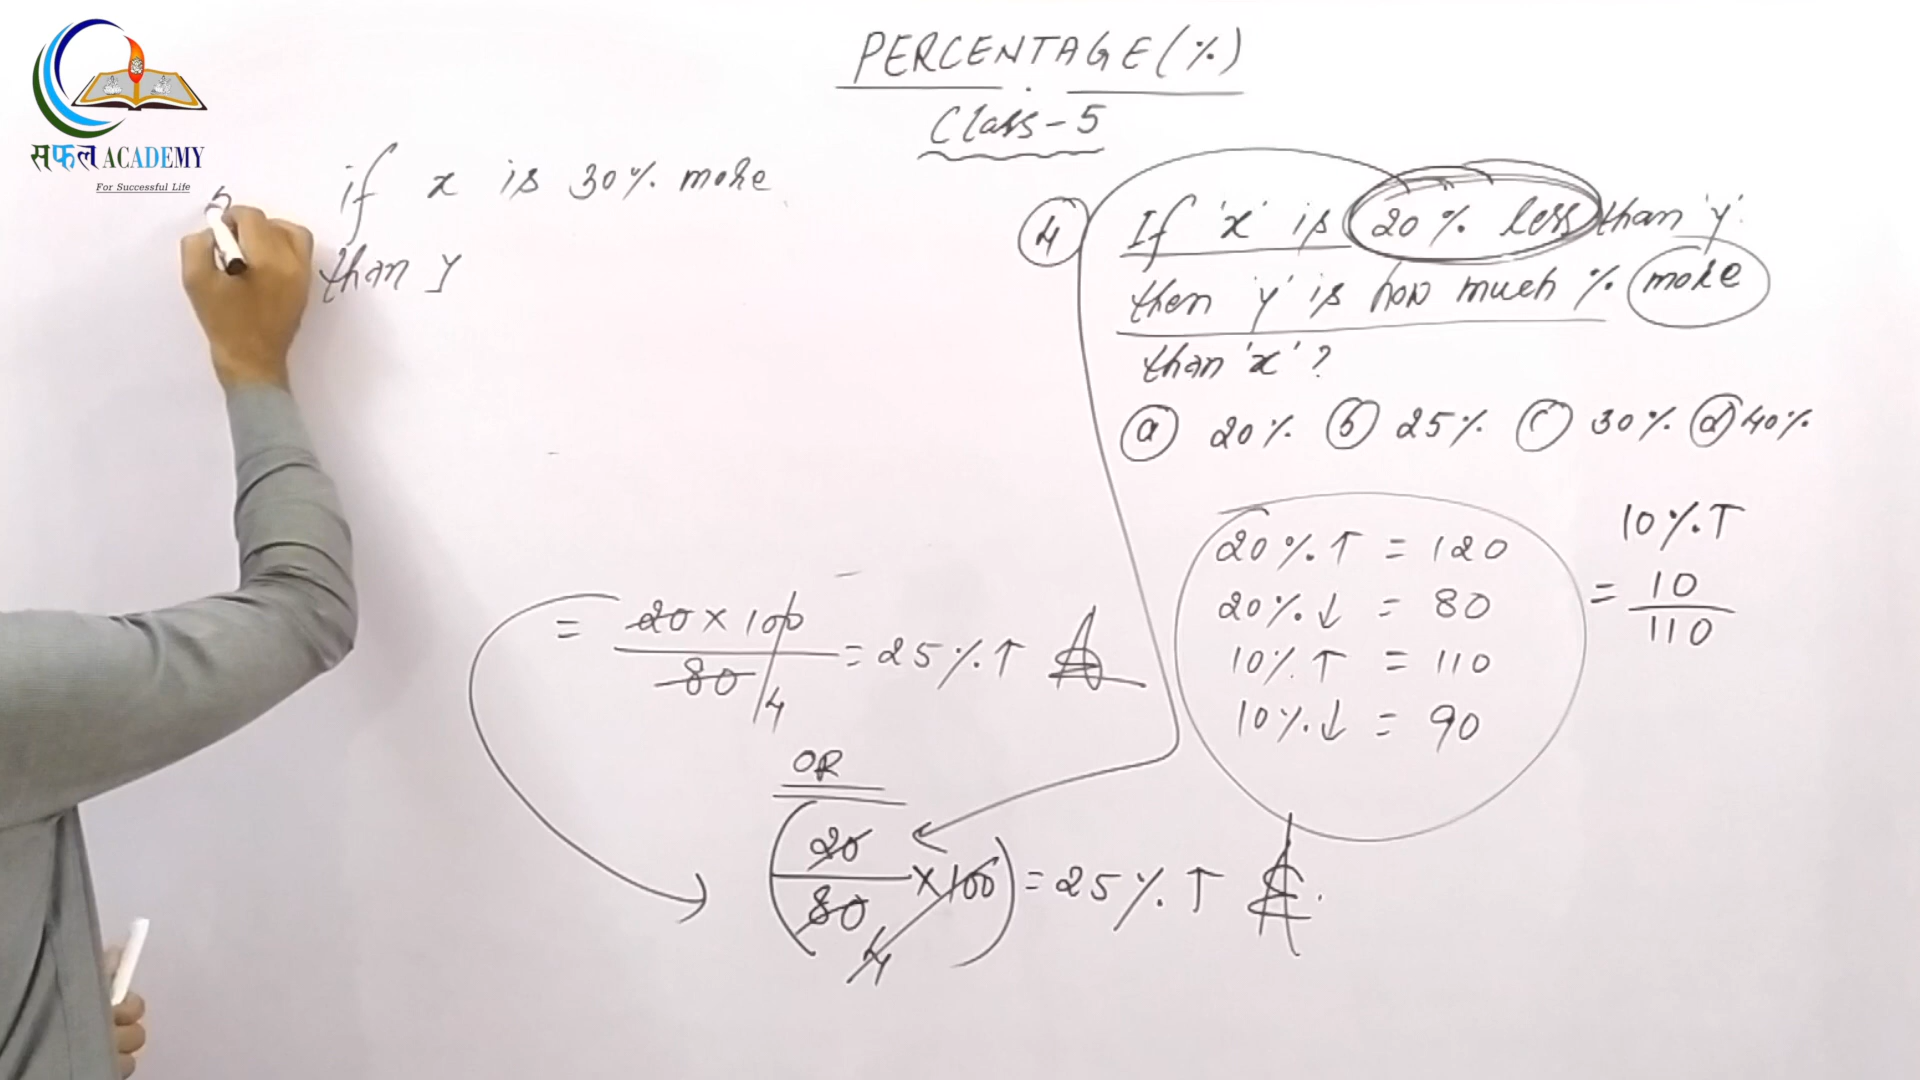 सफल ACADEMY
For Successful Life
PERCENTAGE (%)
Class - 5
if x is 30% more
than y
4 If 'x' is 20% less than 'y'
then 'y' is how much % more
than 'x' ?
a 20% b 25% c 30% d 40%
20%↑ = 120
20%↓ = 80
10%↑ = 110
10%↓ = 90
10%↑
= 10
110
= 20 x 100
80
4
= 25%↑
OR
(20
80
4
x 100) = 25%↑